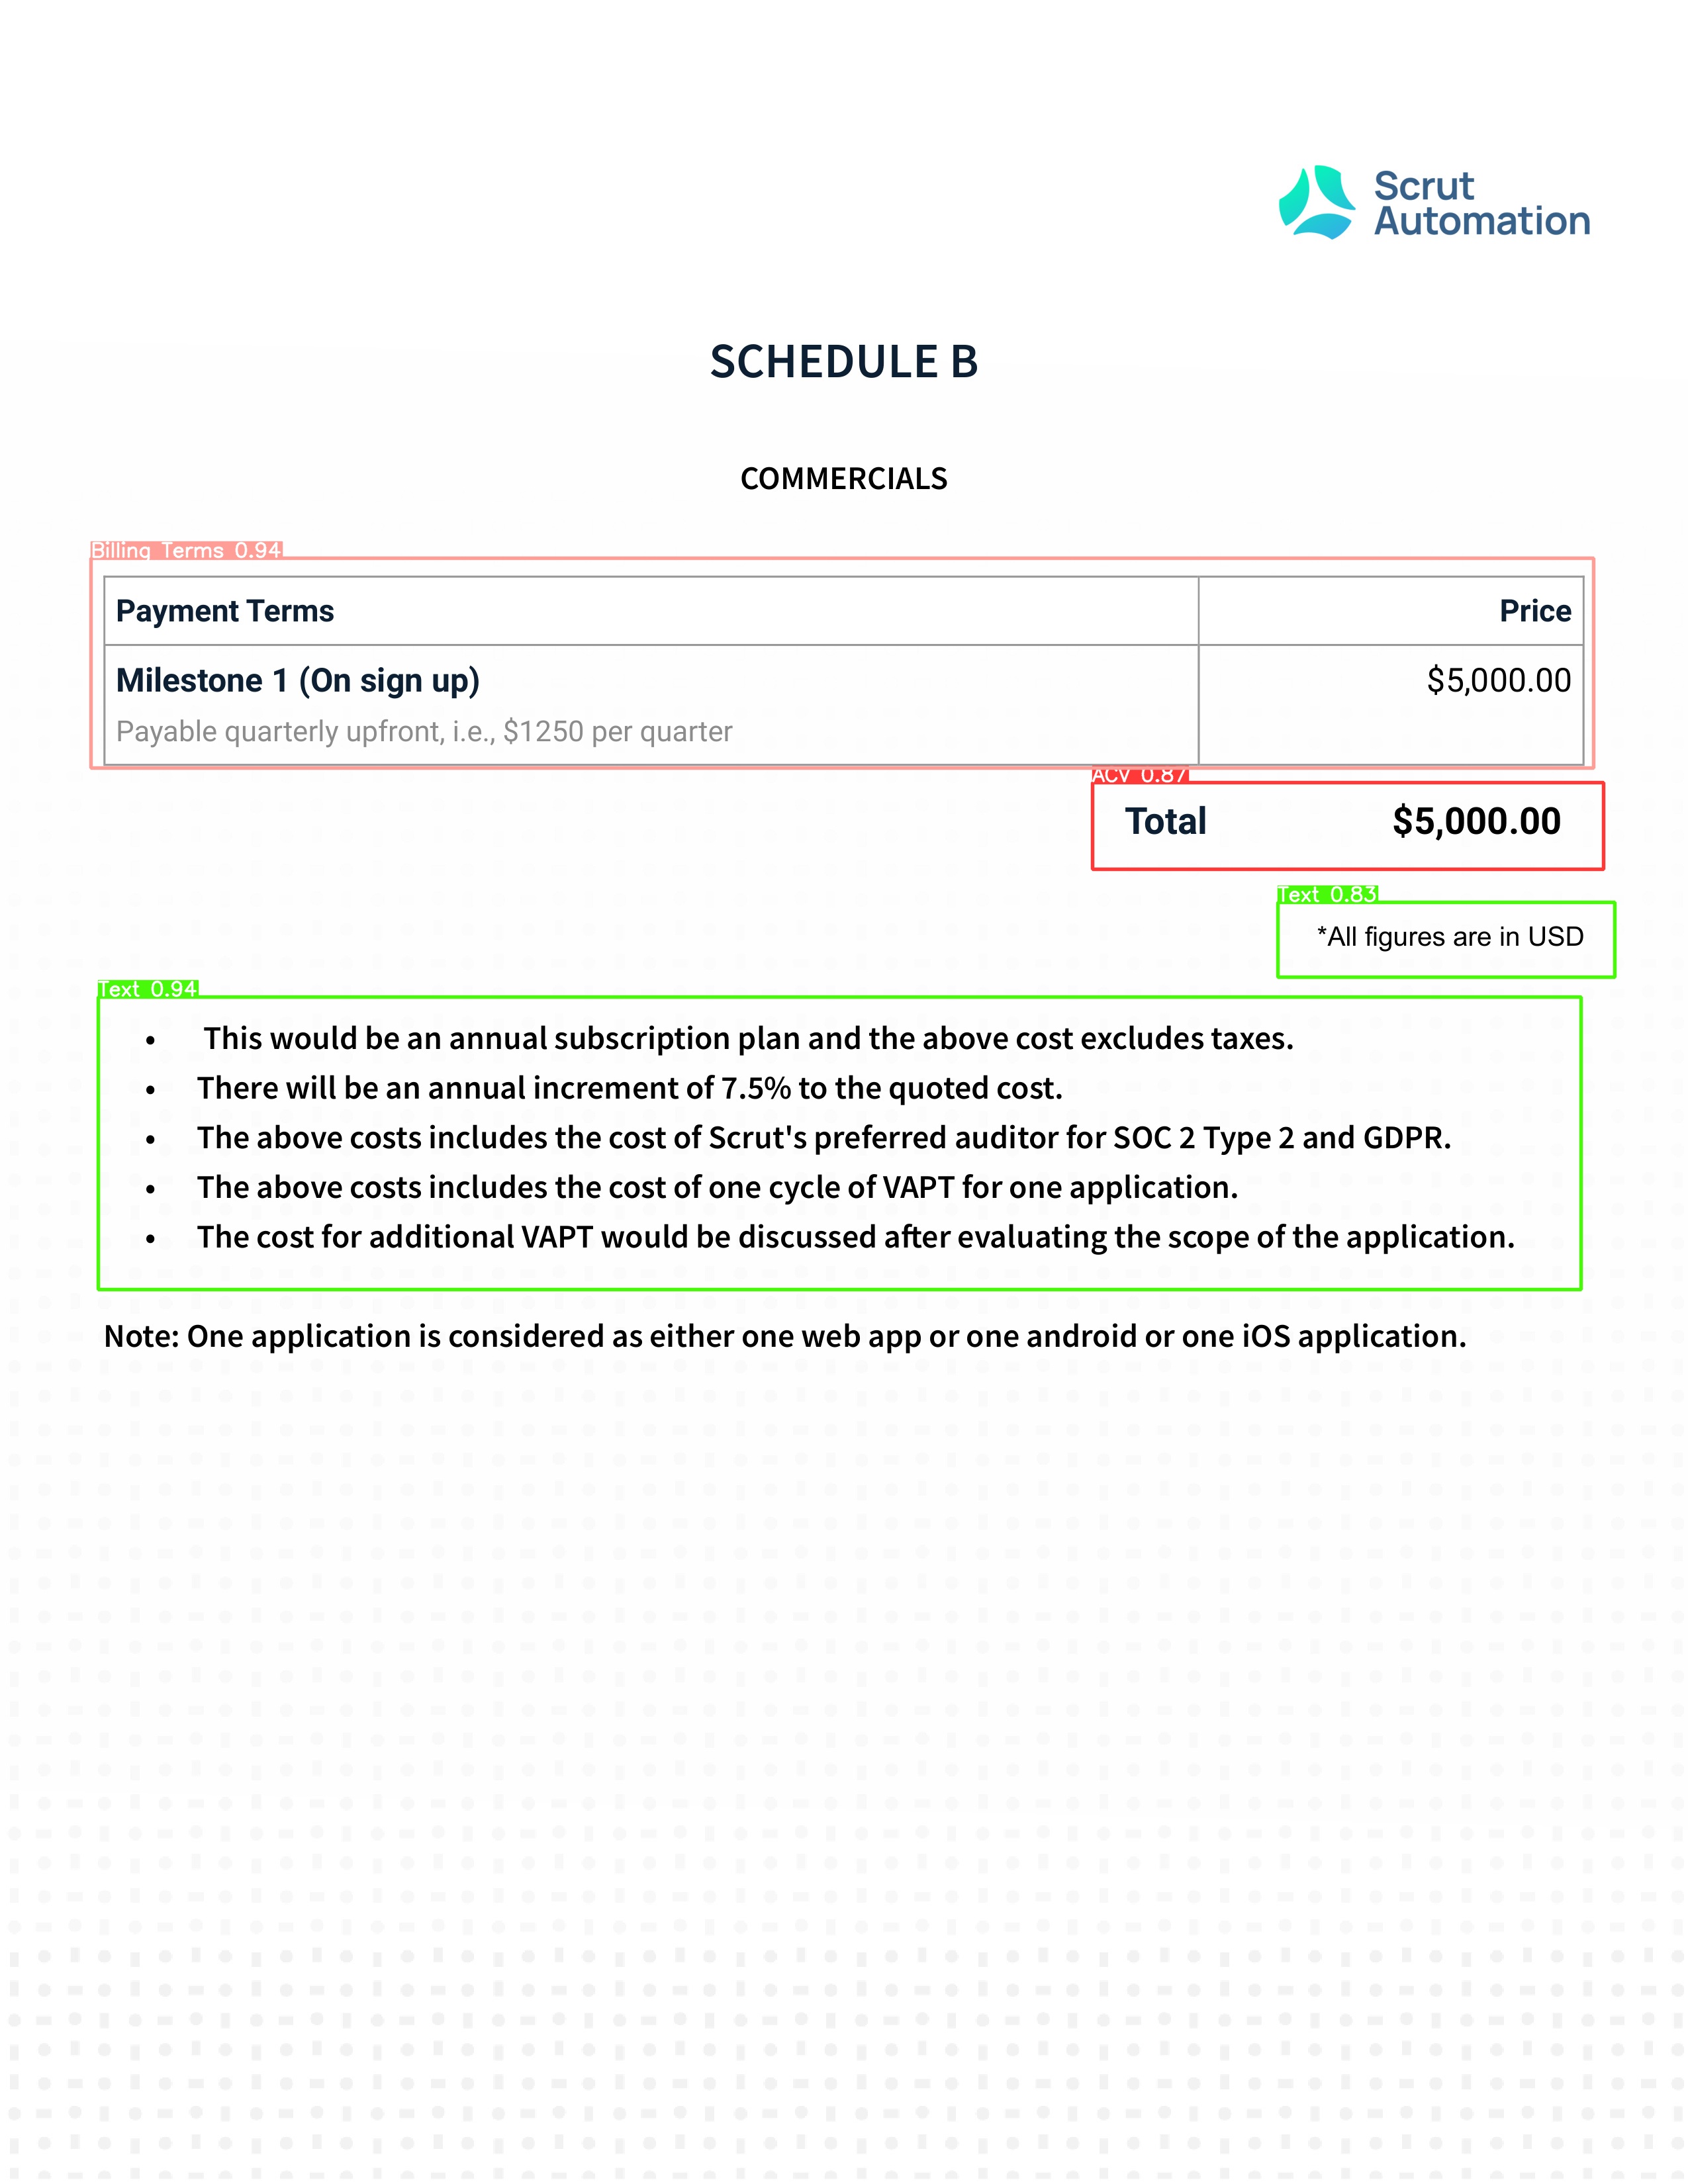 Scrut
Automation
SCHEDULE B
COMMERCIALS
Billing Terms 0.94
Payment Terms Price
Milestone 1 (On sign up) $5,000.00
Payable quarterly upfront, i.e., $1250 per quarter
ACV 0.87
Total $5,000.00
Text 0.83
*All figures are in USD
Text 0.94
• This would be an annual subscription plan and the above cost excludes taxes.
• There will be an annual increment of 7.5% to the quoted cost.
• The above costs includes the cost of Scrut's preferred auditor for SOC 2 Type 2 and GDPR.
• The above costs includes the cost of one cycle of VAPT for one application.
• The cost for additional VAPT would be discussed after evaluating the scope of the application.
Note: One application is considered as either one web app or one android or one iOS application.